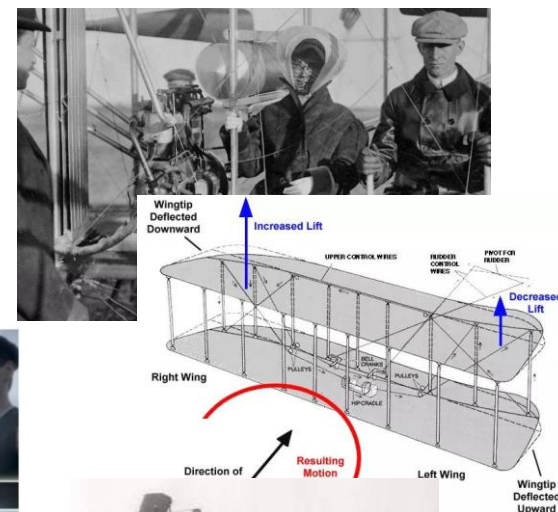 Wingtip
Deflected
Downward
Increased Lift
UPPER CONTROL WIRES
RUDDER
CONTROL
WIRES
PIVOT FOR
RUDDER
Decreased
Lift
Right Wing
PULLEYS
BELL
CRANKS
PULLEYS
HIP CRADLE
Direction of
Resulting
Motion
Left Wing
Wingtip
Deflected
Upward